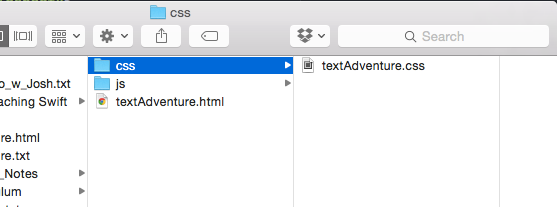 css
Search
o_w_Josh.txt
aching Swift
re.html
re.txt
_Notes
lum
css
js
textAdventure.html
textAdventure.css